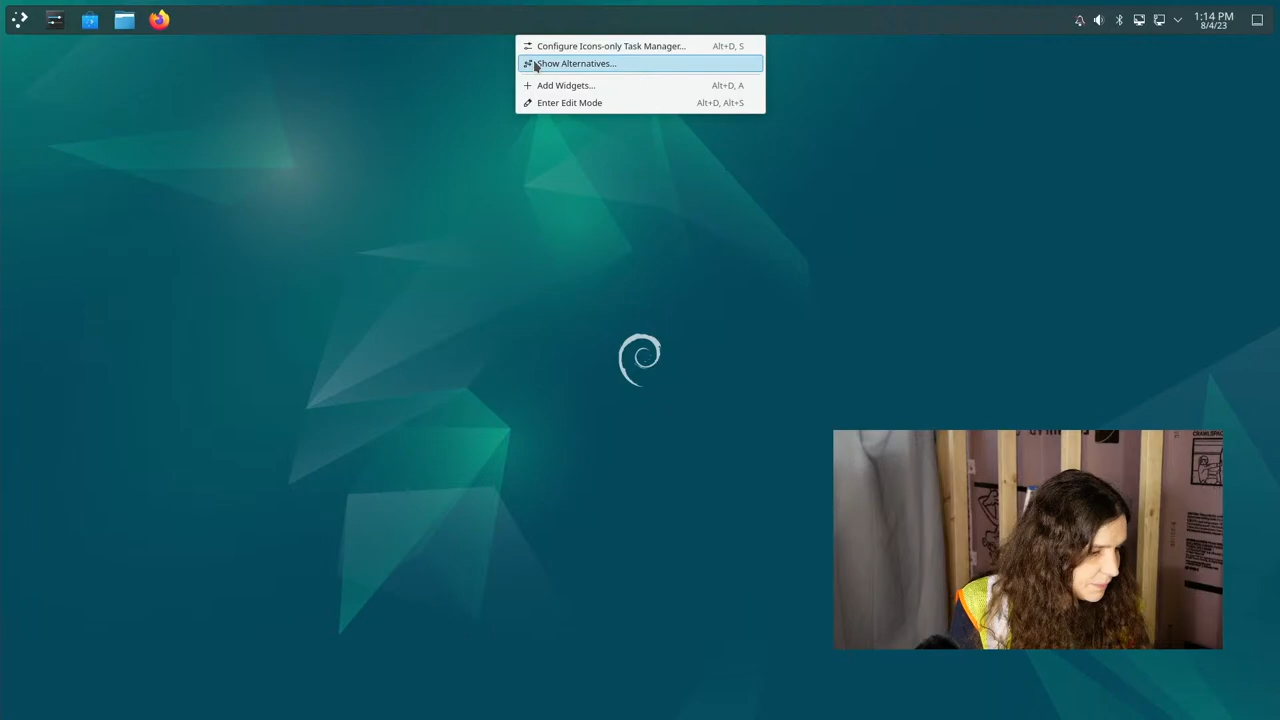 1:14 PM
8/4/23
Configure Icons-only Task Manager... Alt+D, S
Show Alternatives...
Add Widgets... Alt+D, A
Enter Edit Mode Alt+D, Alt+S
CRAWLSPAC